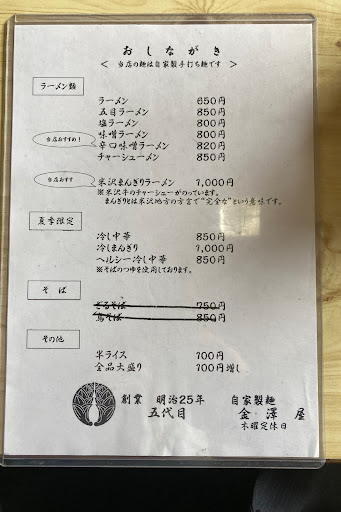 おしながき
< 当店の麺は自家製手打ち麺です >
ラーメン類
ラーメン 650円
五目ラーメン 850円
塩ラーメン 800円
味噌ラーメン 800円
当店おすすめ！
辛口味噌ラーメン 820円
チャーシューメン 850円
当店おすすめ
米沢まんぎりラーメン 1,000円
※米沢牛のチャーシューがのっています。
まんぎりとは米沢地方の方言で"完全な"という意味です。
夏季限定
冷し中華 850円
冷しまんぎり 1,000円
ヘルシー冷し中華 850円
※そばのつゆを使用しております。
そば
ざるそば 750円
鳥そば 850円
その他
半ライス 100円
全品大盛り 100円増し
創業 明治25年 自家製麺
五代目 金澤屋
木曜定休日